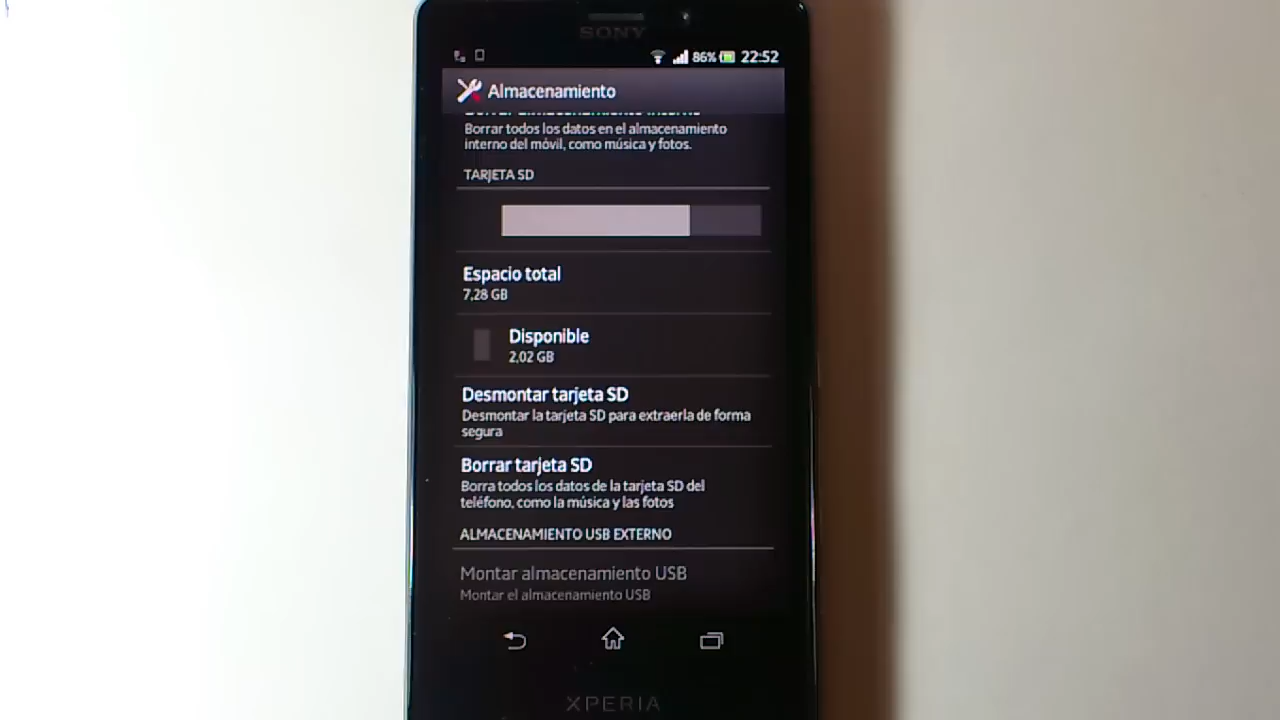 SONY
86% 22:52
Almacenamiento
Borrar almacenamiento interno
Borrar todos los datos en el almacenamiento
interno del móvil, como música y fotos.
TARJETA SD
Espacio total
7,28 GB
Disponible
2,02 GB
Desmontar tarjeta SD
Desmontar la tarjeta SD para extraerla de forma
segura
Borrar tarjeta SD
Borra todos los datos de la tarjeta SD del
teléfono, como la música y las fotos
ALMACENAMIENTO USB EXTERNO
Montar almacenamiento USB
Montar el almacenamiento USB
XPERIA